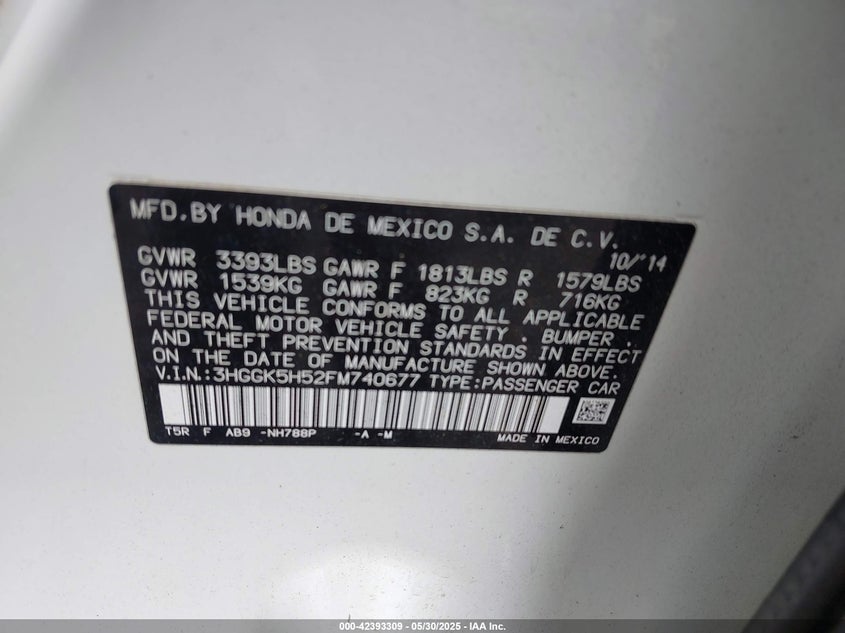 MFD.BY HONDA DE MEXICO S.A. DE C.V.
10/'14
GVWR 3393LBS GAWR F 1813LBS R 1579LBS
GVWR 1539KG GAWR F 823KG R 716KG
THIS VEHICLE CONFORMS TO ALL APPLICABLE
FEDERAL MOTOR VEHICLE SAFETY , BUMPER ,
AND THEFT PREVENTION STANDARDS IN EFFECT
ON THE DATE OF MANUFACTURE SHOWN ABOVE.
V.I.N.:3HGGK5H52FM740677 TYPE:PASSENGER CAR
T5R F AB9 -NH788P -A -M MADE IN MEXICO
000-42393309 | 05/30/2025 - IAA Inc.